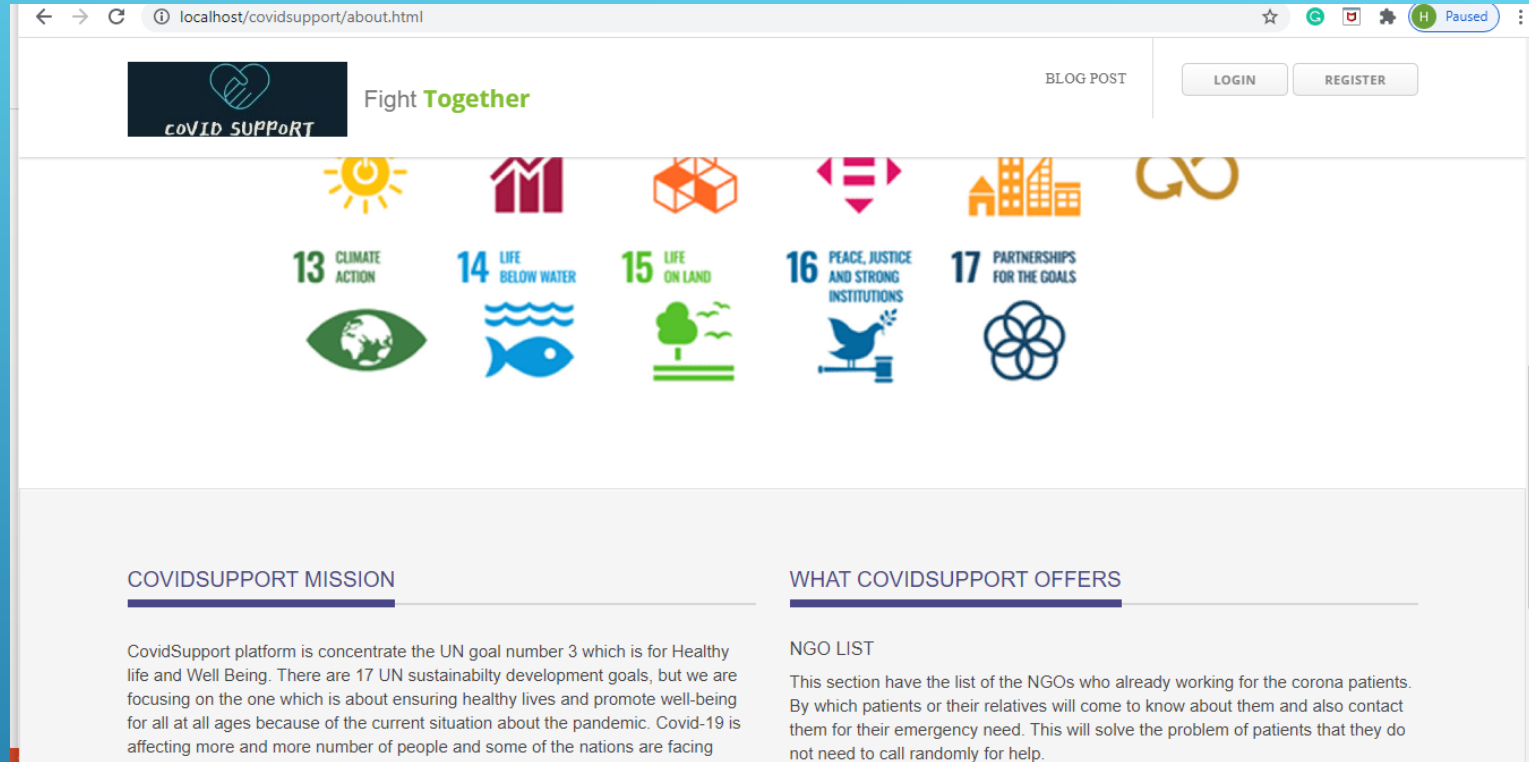 localhost/covidsupport/about.html
H Paused
COVID SUPPORT
Fight Together
BLOG POST
LOGIN
REGISTER
13 CLIMATE
ACTION
14 LIFE
BELOW WATER
15 LIFE
ON LAND
16 PEACE, JUSTICE
AND STRONG
INSTITUTIONS
17 PARTNERSHIPS
FOR THE GOALS
COVIDSUPPORT MISSION
CovidSupport platform is concentrate the UN goal number 3 which is for Healthy
life and Well Being. There are 17 UN sustainabilty development goals, but we are
focusing on the one which is about ensuring healthy lives and promote well-being
for all at all ages because of the current situation about the pandemic. Covid-19 is
affecting more and more number of people and some of the nations are facing
WHAT COVIDSUPPORT OFFERS
NGO LIST
This section have the list of the NGOs who already working for the corona patients.
By which patients or their relatives will come to know about them and also contact
them for their emergency need. This will solve the problem of patients that they do
not need to call randomly for help.